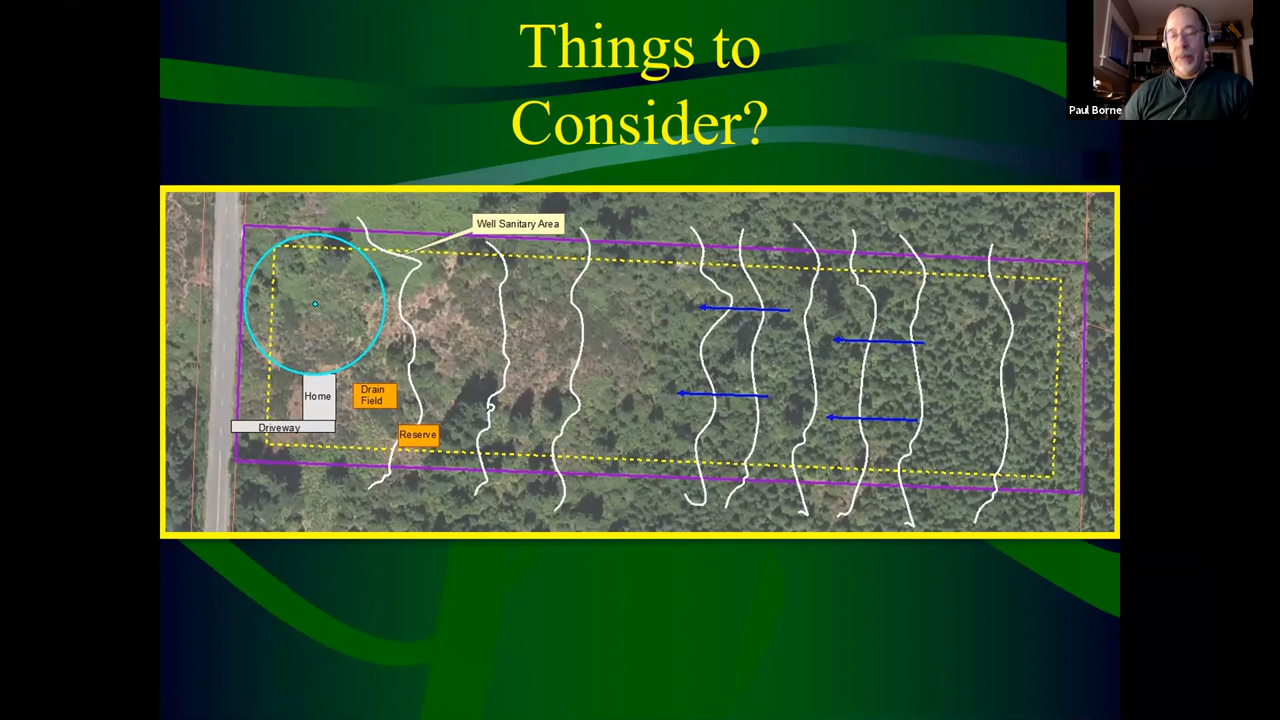 Things to
Consider?
Paul Borne
Well Sanitary Area
Home
Drain
Field
Driveway
Reserve